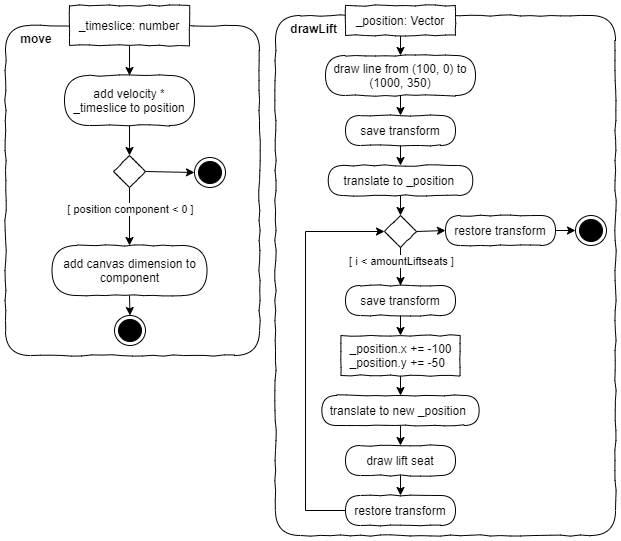 move
_timeslice: number
add velocity *
_timeslice to position
[ position component < 0 ]
add canvas dimension to
component
drawLift
_position: Vector
draw line from (100, 0) to
(1000, 350)
save transform
translate to _position
restore transform
[ i < amountLiftseats ]
save transform
_position.x += -100
_position.y += -50
translate to new _position
draw lift seat
restore transform